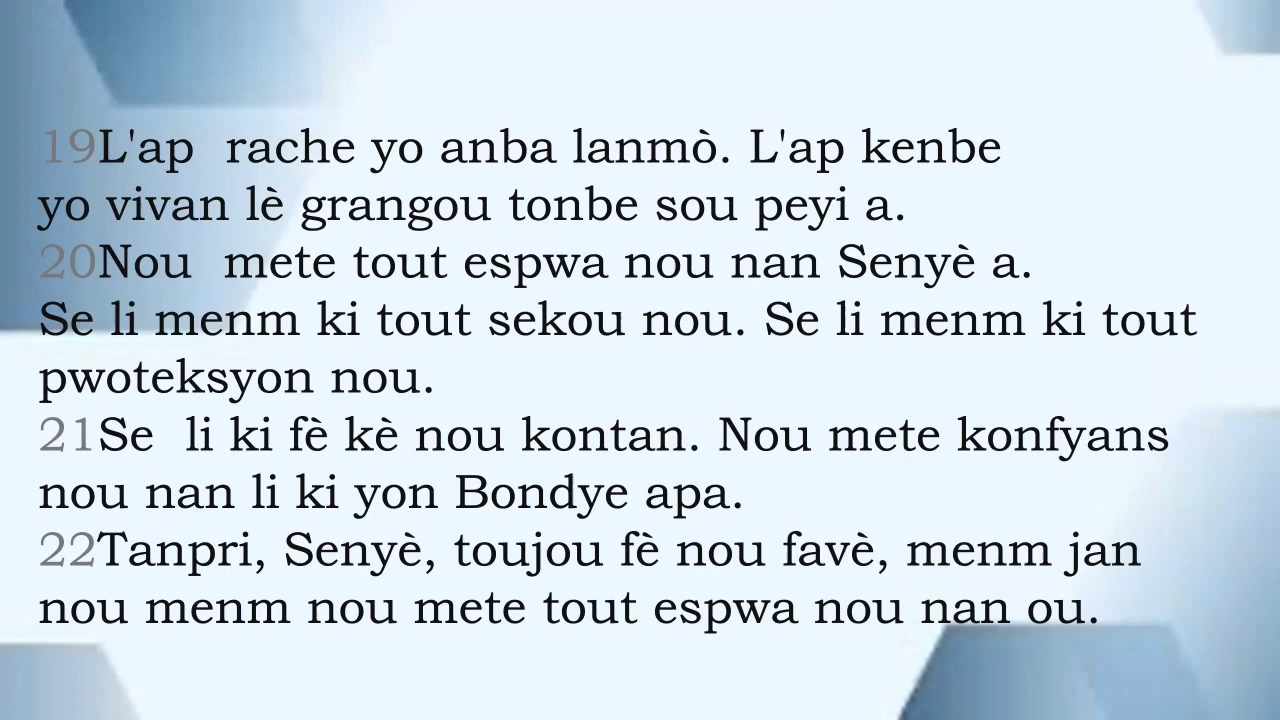 19L'ap  rache yo anba lanmò. L'ap kenbe
yo vivan lè grangou tonbe sou peyi a.
20Nou  mete tout espwa nou nan Senyè a.
Se li menm ki tout sekou nou. Se li menm ki tout
pwoteksyon nou.
21Se  li ki fè kè nou kontan. Nou mete konfyans
nou nan li ki yon Bondye apa.
22Tanpri, Senyè, toujou fè nou favè, menm jan
nou menm nou mete tout espwa nou nan ou.